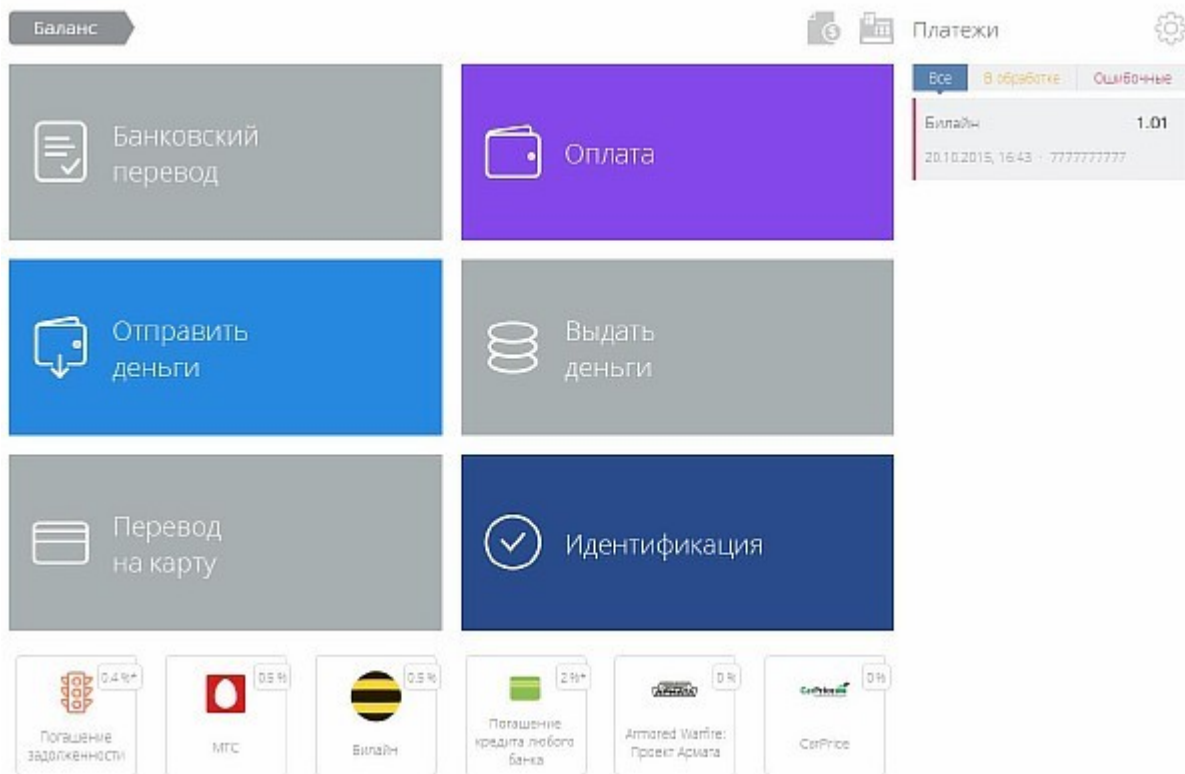 Баланс
Платежи
Все
В обработке
Ошибочные
Билайн
1.01
20.10.2015, 16:43 · 7777777777
Банковский
перевод
Оплата
Отправить
деньги
Выдать
деньги
Перевод
на карту
Идентификация
0.4 %*
Погашение
задолженности
0.5 %
МТС
0.5 %
Билайн
2 %*
Погашение
кредита любого
банка
0 %
Armored Warfire:
Проект Армата
0 %
CarPrice
CarPrice